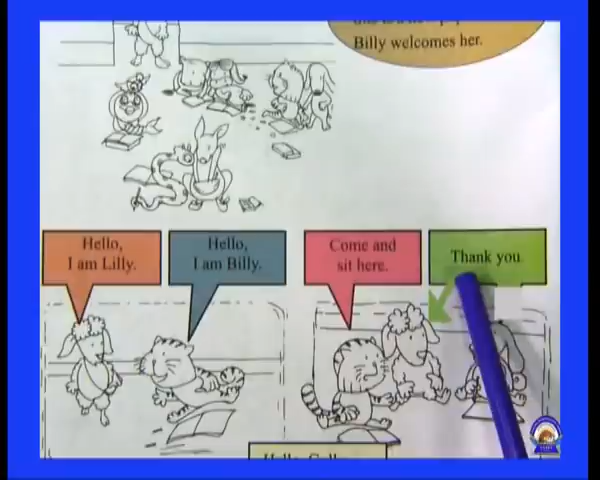 Billy welcomes her.
Hello,
I am Lilly.
Hello,
I am Billy.
Come and
sit here.
Thank you